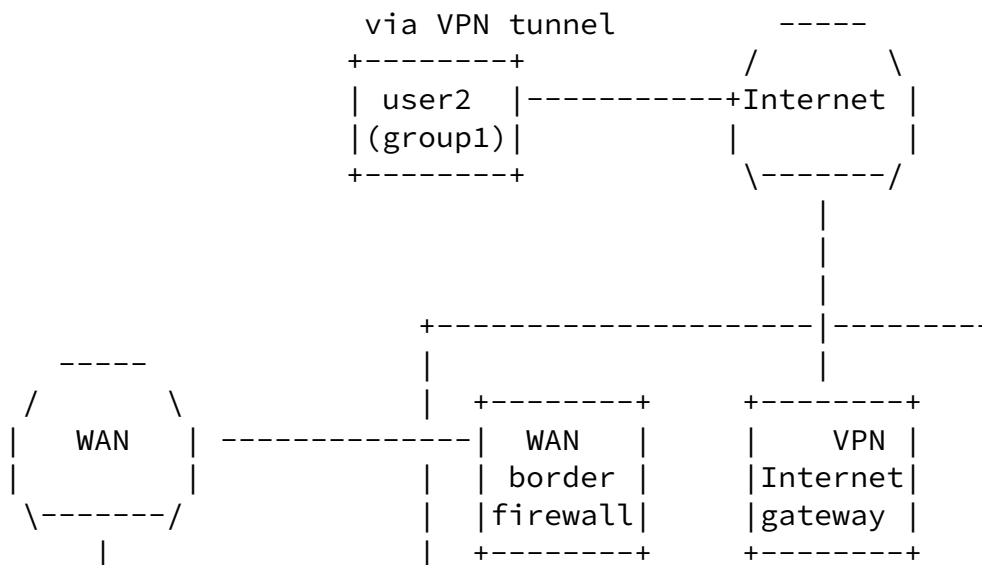 via VPN tunnel
user2
(group1)
Internet
WAN
WAN
border
firewall
VPN
Internet
gateway